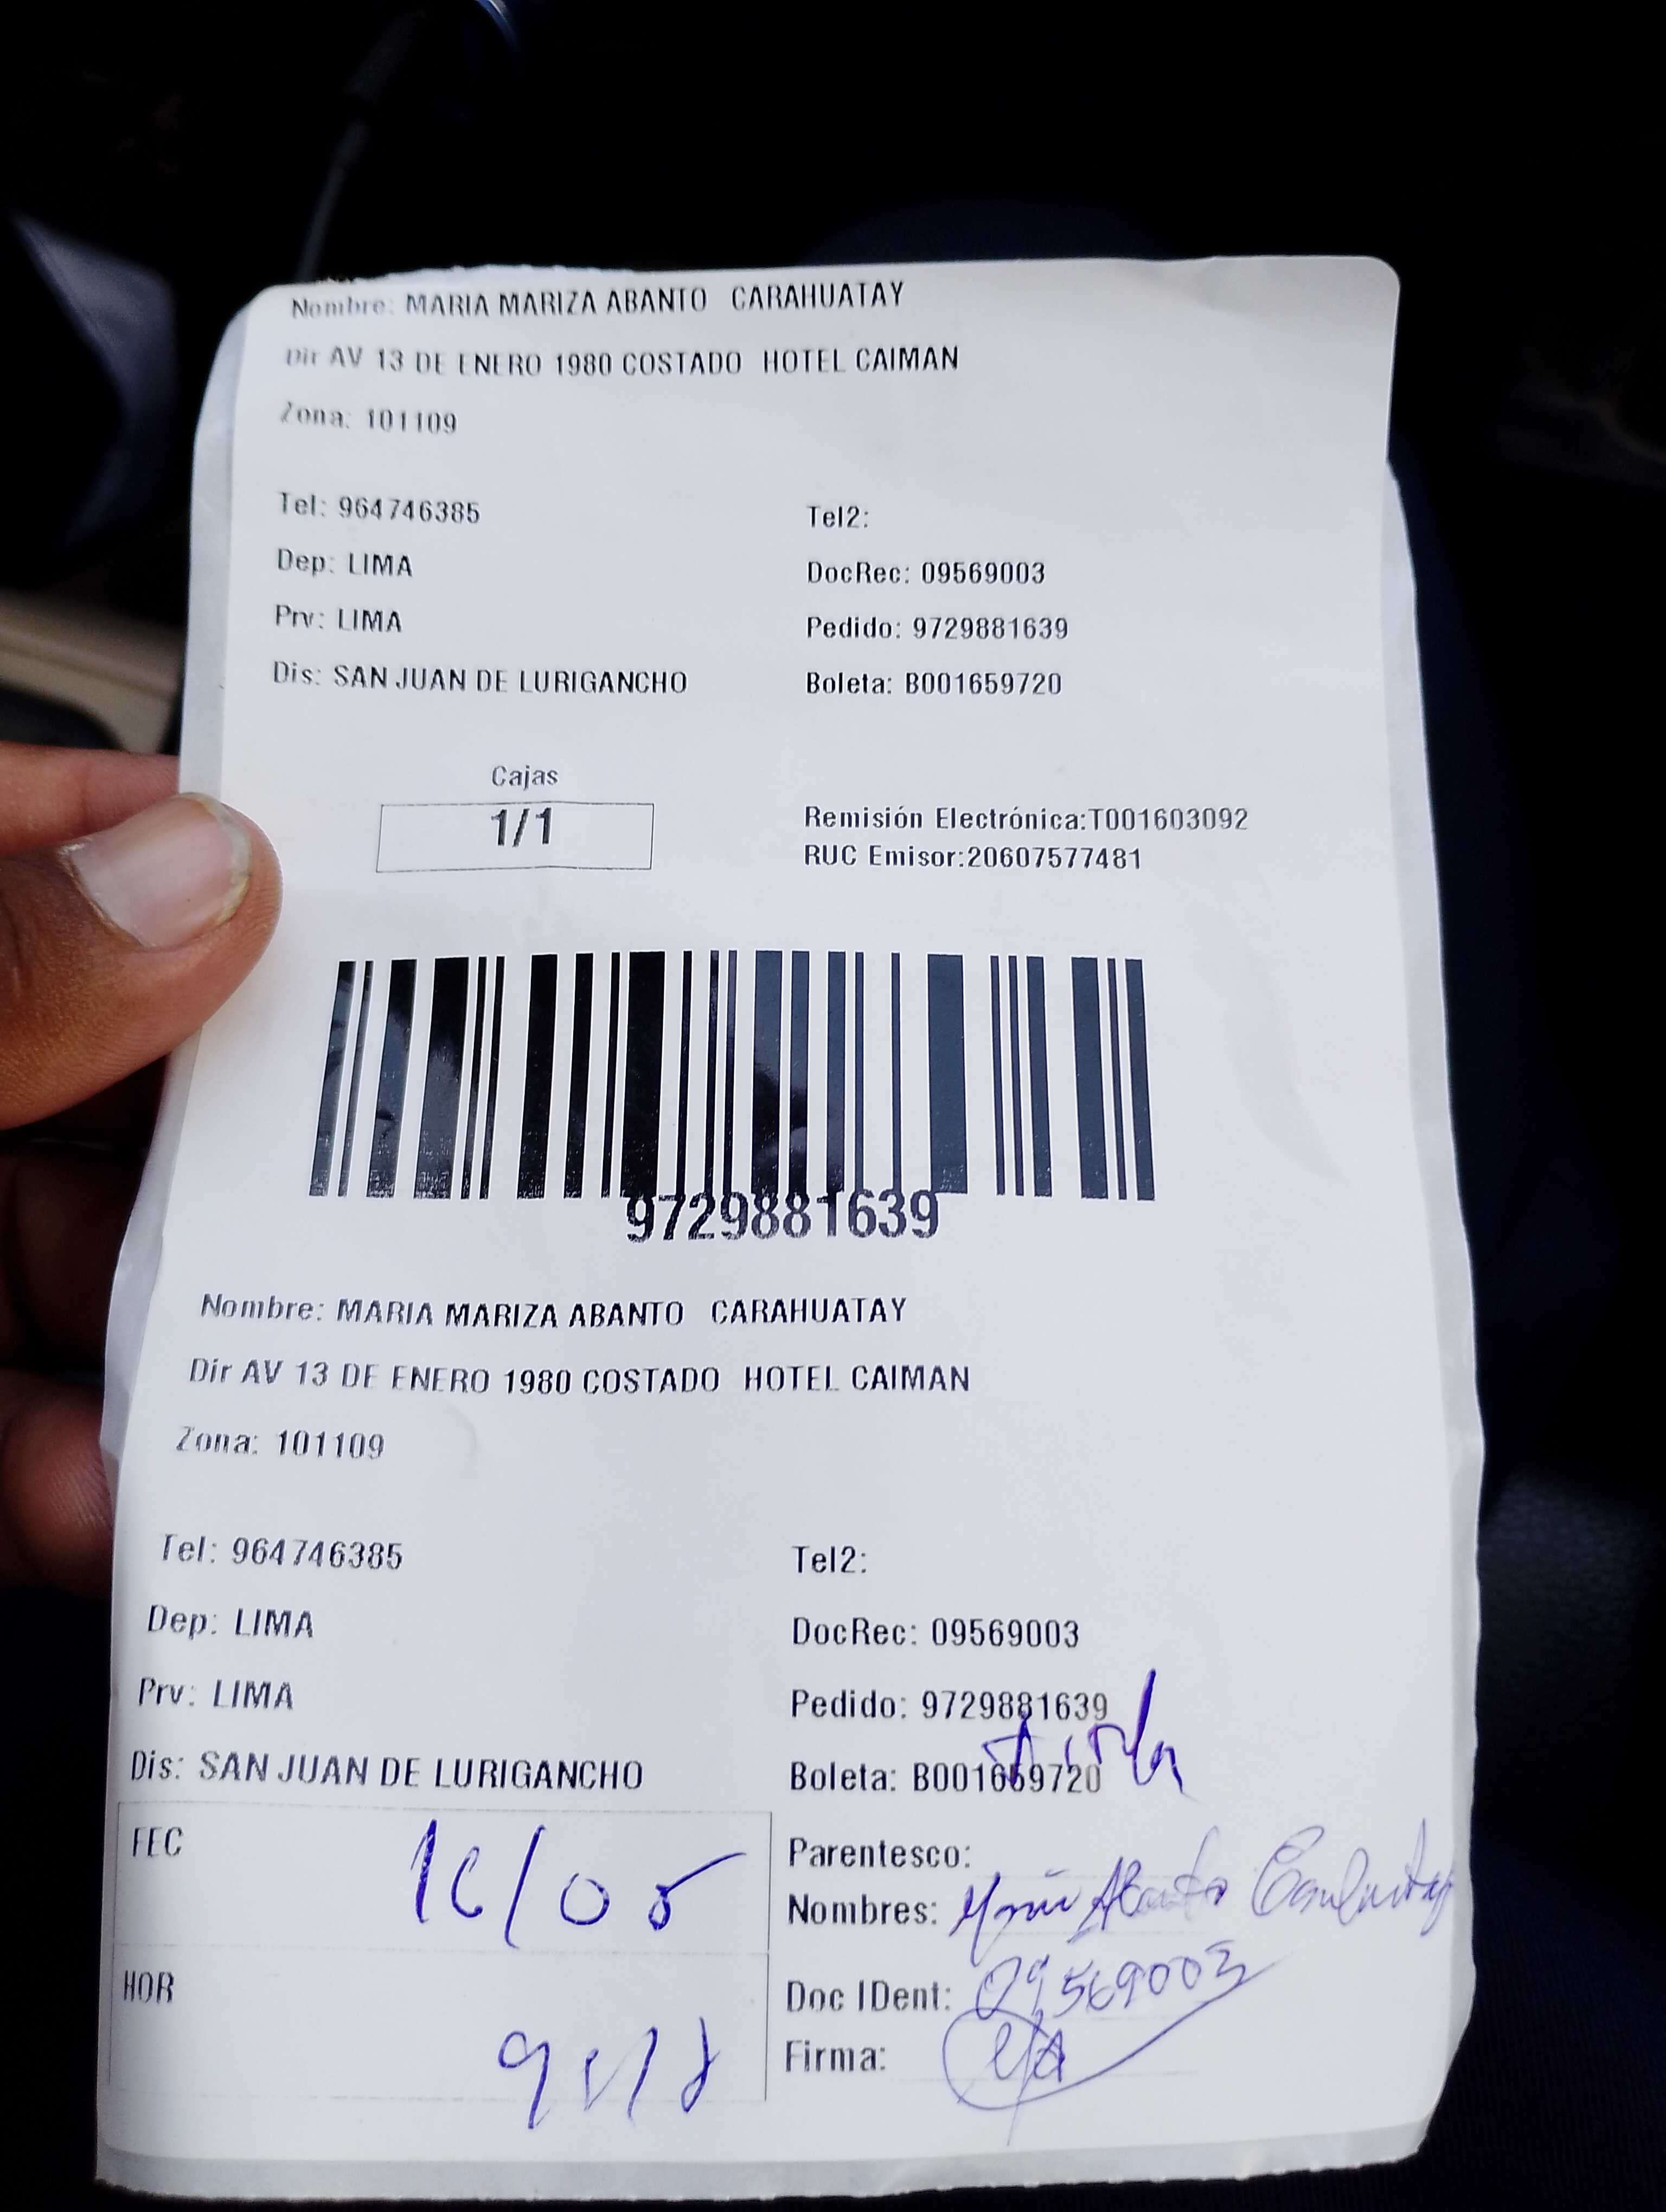 Nombre: MARIA MARIZA ABANTO CARAHUATAY
Dir AV 13 DE ENERO 1980 COSTADO HOTEL CAIMAN
Zona: 101109
Tel: 964746385 Tel2:
Dep: LIMA DocRec: 09569003
Prv: LIMA Pedido: 9729881639
Dis: SAN JUAN DE LURIGANCHO Boleta: B001659720
Cajas
1/1
Remisión Electrónica:T001603092
RUC Emisor:20607577481
9729881639
Nombre: MARIA MARIZA ABANTO CARAHUATAY
Dir AV 13 DE ENERO 1980 COSTADO HOTEL CAIMAN
Zona: 101109
Tel: 964746385 Tel2:
Dep: LIMA DocRec: 09569003
Prv: LIMA Pedido: 9729881639
Dis: SAN JUAN DE LURIGANCHO Boleta: B001659720
FEC 16/05
Parentesco:
Nombres: Abanto
HOR
Doc IDent: 09569003
Firma: